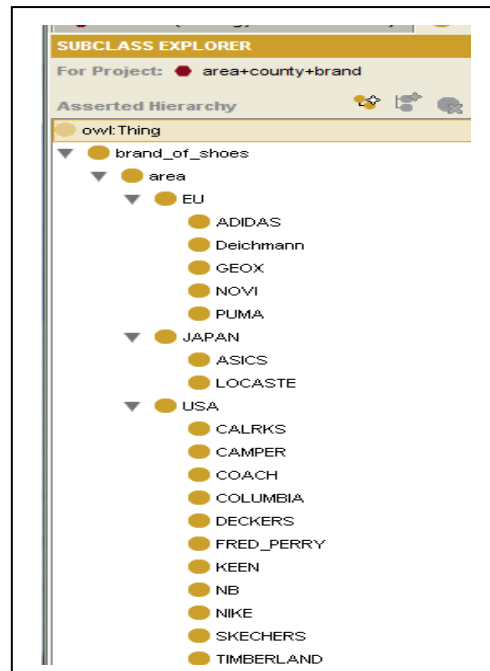 SUBCLASS EXPLORER
For Project: area+county+brand
Asserted Hierarchy
owl:Thing
brand_of_shoes
area
EU
ADIDAS
Deichmann
GEOX
NOVI
PUMA
JAPAN
ASICS
LOCASTE
USA
CALRKS
CAMPER
COACH
COLUMBIA
DECKERS
FRED_PERRY
KEEN
NB
NIKE
SKECHERS
TIMBERLAND